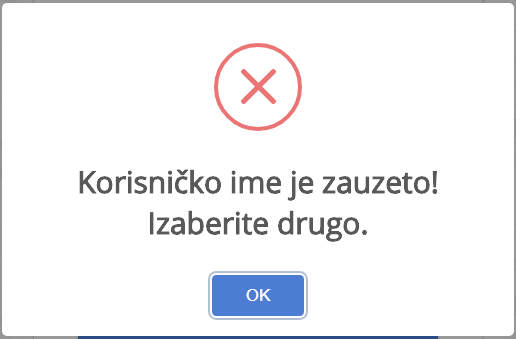 Korisničko ime je zauzeto!
Izaberite drugo.
OK